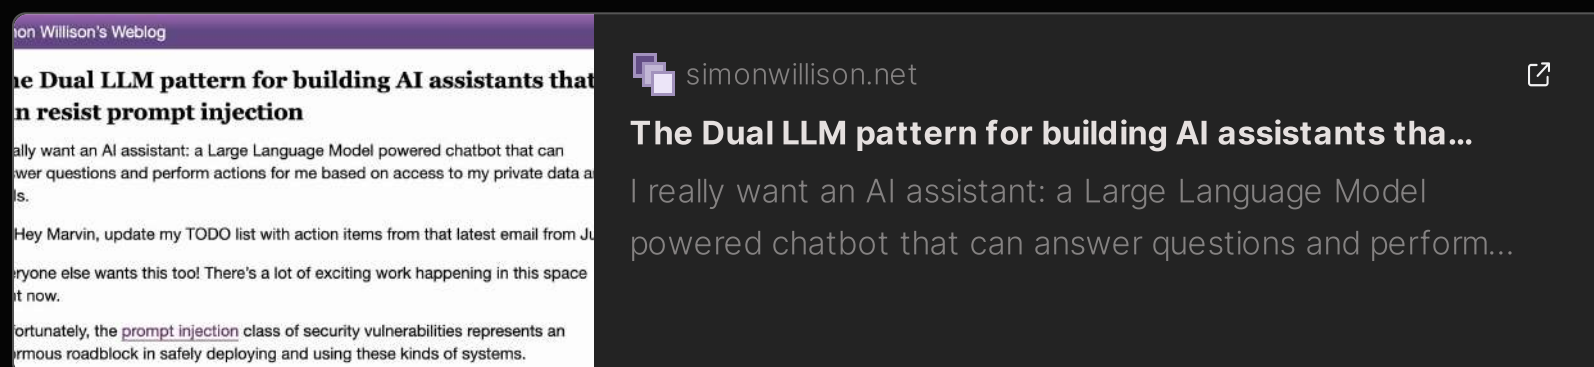 on Willison's Weblog
he Dual LLM pattern for building AI assistants that
n resist prompt injection
ally want an AI assistant: a Large Language Model powered chatbot that can
wer questions and perform actions for me based on access to my private data a
ls.
Hey Marvin, update my TODO list with action items from that latest email from Ju
ryone else wants this too! There's a lot of exciting work happening in this space
t now.
fortunately, the prompt injection class of security vulnerabilities represents an
ormous roadblock in safely deploying and using these kinds of systems.
simonwillison.net
The Dual LLM pattern for building AI assistants tha...
I really want an AI assistant: a Large Language Model
powered chatbot that can answer questions and perform...